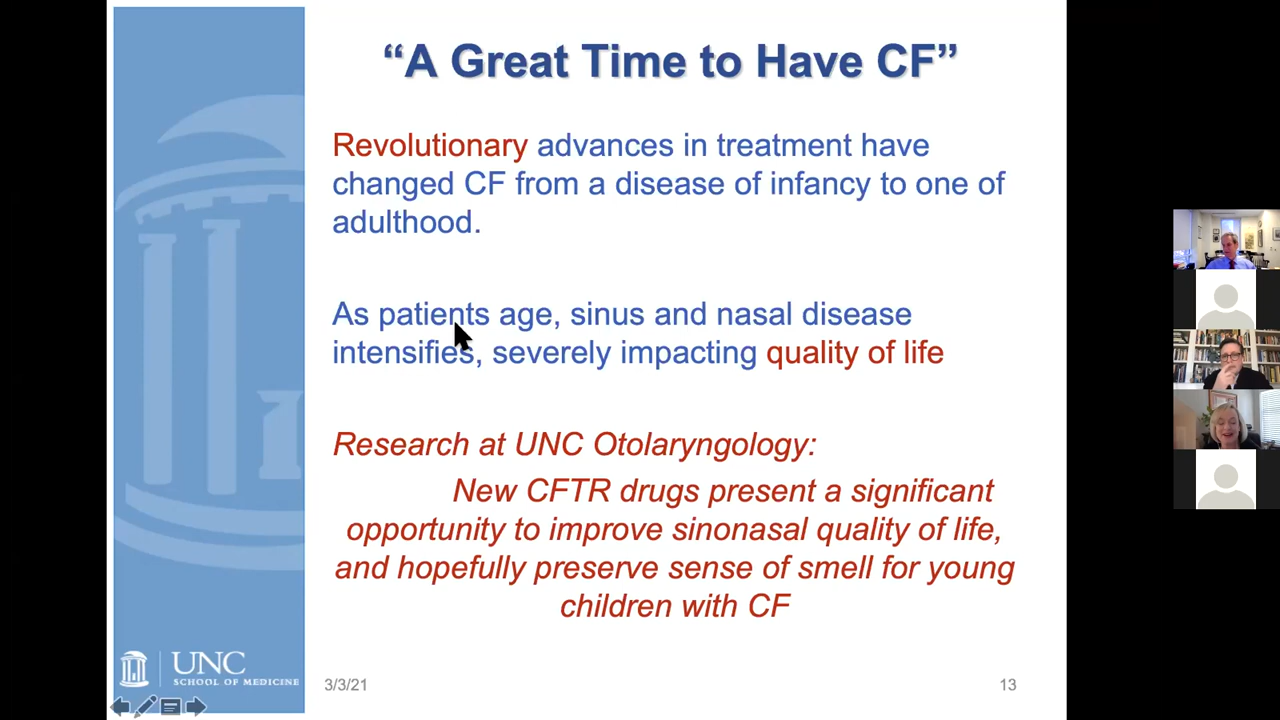 “A Great Time to Have CF”
Revolutionary advances in treatment have
changed CF from a disease of infancy to one of
adulthood.
As patients age, sinus and nasal disease
intensifies, severely impacting quality of life
Research at UNC Otolaryngology:
New CFTR drugs present a significant
opportunity to improve sinonasal quality of life,
and hopefully preserve sense of smell for young
children with CF
UNC
SCHOOL OF MEDICINE
3/3/21
13